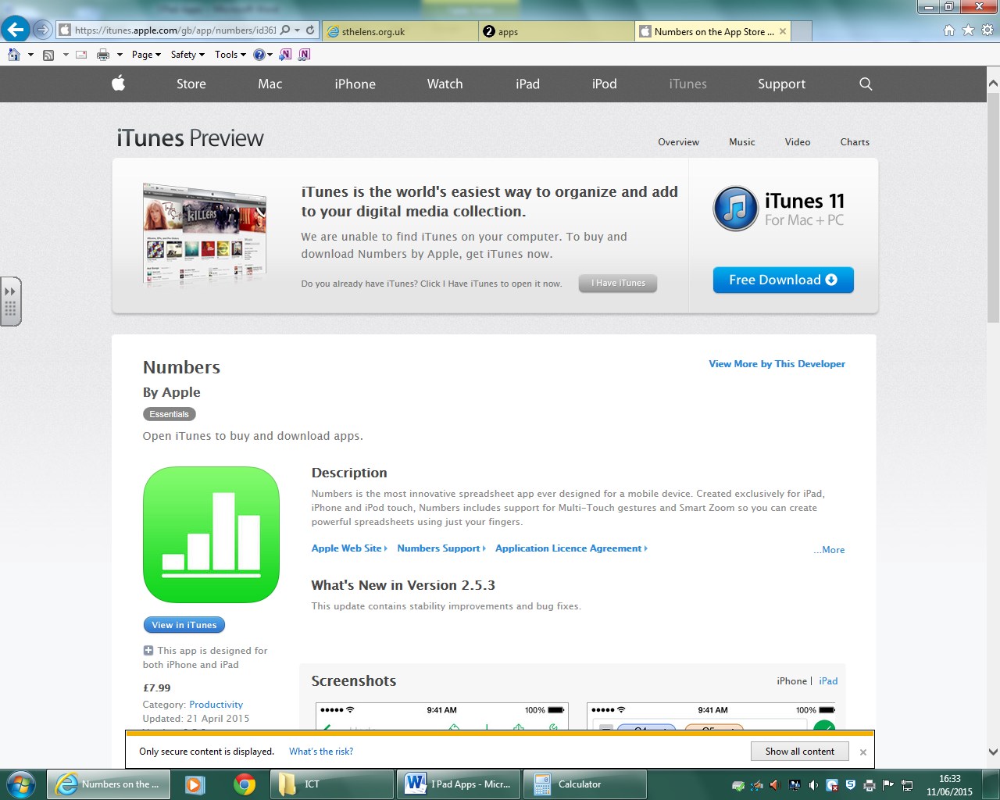 https://itunes.apple.com/gb/app/numbers/id361
sthelens.org.uk
apps
Numbers on the App Store ...
Page
Safety
Tools
Store
Mac
iPhone
Watch
iPad
iPod
iTunes
Support
iTunes Preview
Overview
Music
Video
Charts
iTunes is the world's easiest way to organize and add
to your digital media collection.
We are unable to find iTunes on your computer. To buy and
download Numbers by Apple, get iTunes now.
Do you already have iTunes? Click I Have iTunes to open it now.
I Have iTunes
iTunes 11
For Mac + PC
Free Download
KILLERS
Numbers
View More by This Developer
By Apple
Essentials
Open iTunes to buy and download apps.
Description
Numbers is the most innovative spreadsheet app ever designed for a mobile device. Created exclusively for iPad,
iPhone and iPod touch, Numbers includes support for Multi-Touch gestures and Smart Zoom so you can create
powerful spreadsheets using just your fingers.
Apple Web Site
Numbers Support
Application Licence Agreement
...More
What's New in Version 2.5.3
This update contains stability improvements and bug fixes.
View in iTunes
This app is designed for
both iPhone and iPad
£7.99
Category: Productivity
Updated: 21 April 2015
Screenshots
iPhone | iPad
9:41 AM
100%
9:41 AM
100%
Only secure content is displayed.
What's the risk?
Show all content
Numbers on the ...
ICT
I Pad Apps - Micr...
Calculator
16:33
11/06/2015